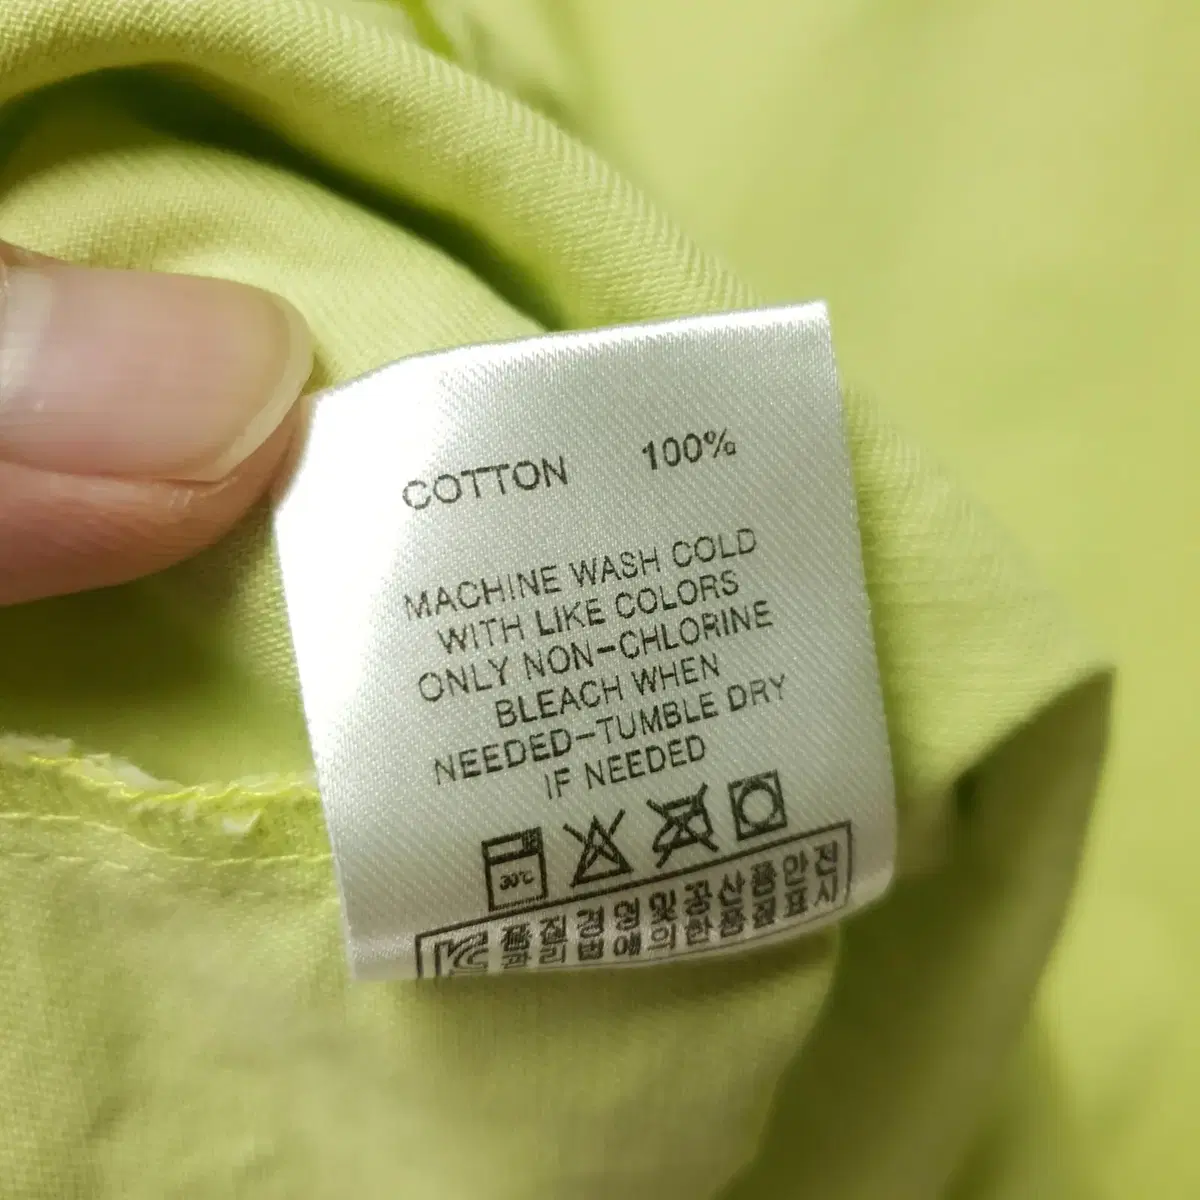 COTTON 100%
MACHINE WASH COLD
WITH LIKE COLORS
ONLY NON-CHLORINE
BLEACH WHEN
NEEDED-TUMBLE DRY
IF NEEDED
30℃
품질경영및공산품안전
관리법에의한품질표시